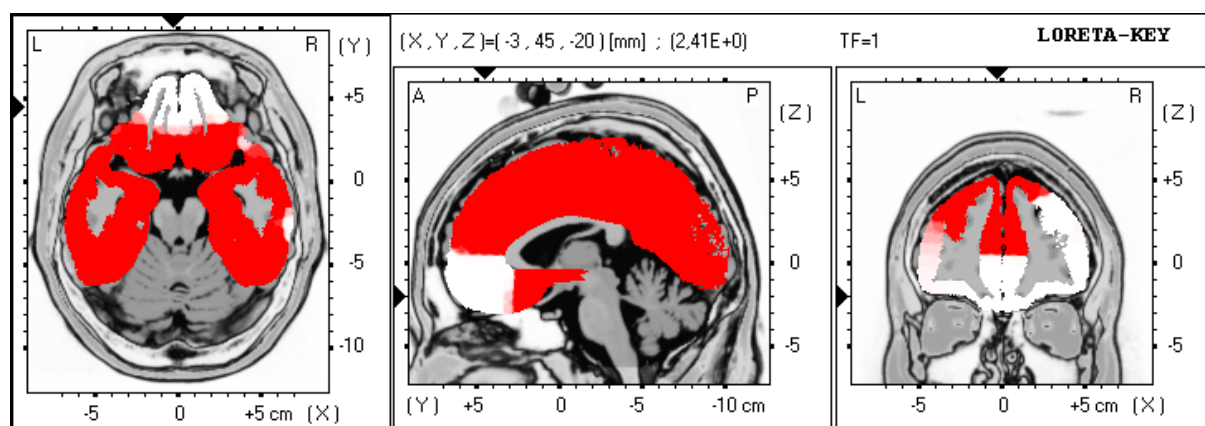 (X,Y,Z)=(-3,45,-20)[mm] ; (2,41E+0) TF=1 LORETA-KEY
L R (Y)
+5
0
-5
-10
-5 0 +5 cm (X)
A P (Z)
+5
0
-5
(Y) +5 0 -5 -10 cm
L R (Z)
+5
0
-5
-5 0 +5 cm (X)